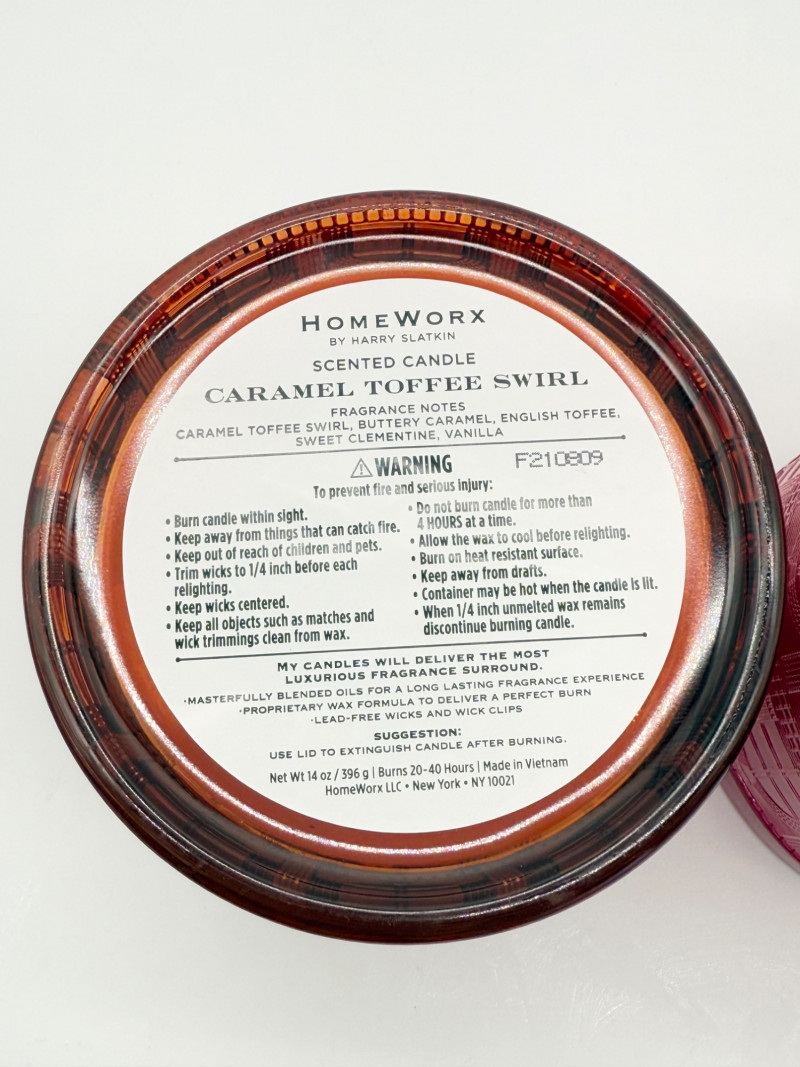 HOMEWORX
BY HARRY SLATKIN
SCENTED CANDLE
CARAMEL TOFFEE SWIRL
FRAGRANCE NOTES
CARAMEL TOFFEE SWIRL, BUTTERY CARAMEL, ENGLISH TOFFEE,
SWEET CLEMENTINE, VANILLA
⚠ WARNING
F210809
To prevent fire and serious injury:
• Burn candle within sight.
• Keep away from things that can catch fire.
• Keep out of reach of children and pets.
• Trim wicks to 1/4 inch before each
relighting.
• Keep wicks centered.
• Keep all objects such as matches and
wick trimmings clean from wax.
• Do not burn candle for more than
4 HOURS at a time.
• Allow the wax to cool before relighting.
• Burn on heat resistant surface.
• Keep away from drafts.
• Container may be hot when the candle is lit.
• When 1/4 inch unmelted wax remains
discontinue burning candle.
MY CANDLES WILL DELIVER THE MOST
LUXURIOUS FRAGRANCE SURROUND.
·MASTERFULLY BLENDED OILS FOR A LONG LASTING FRAGRANCE EXPERIENCE
·PROPRIETARY WAX FORMULA TO DELIVER A PERFECT BURN
·LEAD-FREE WICKS AND WICK CLIPS
SUGGESTION:
USE LID TO EXTINGUISH CANDLE AFTER BURNING.
Net Wt 14 oz / 396 g | Burns 20-40 Hours | Made in Vietnam
HomeWorx LLC • New York • NY 10021